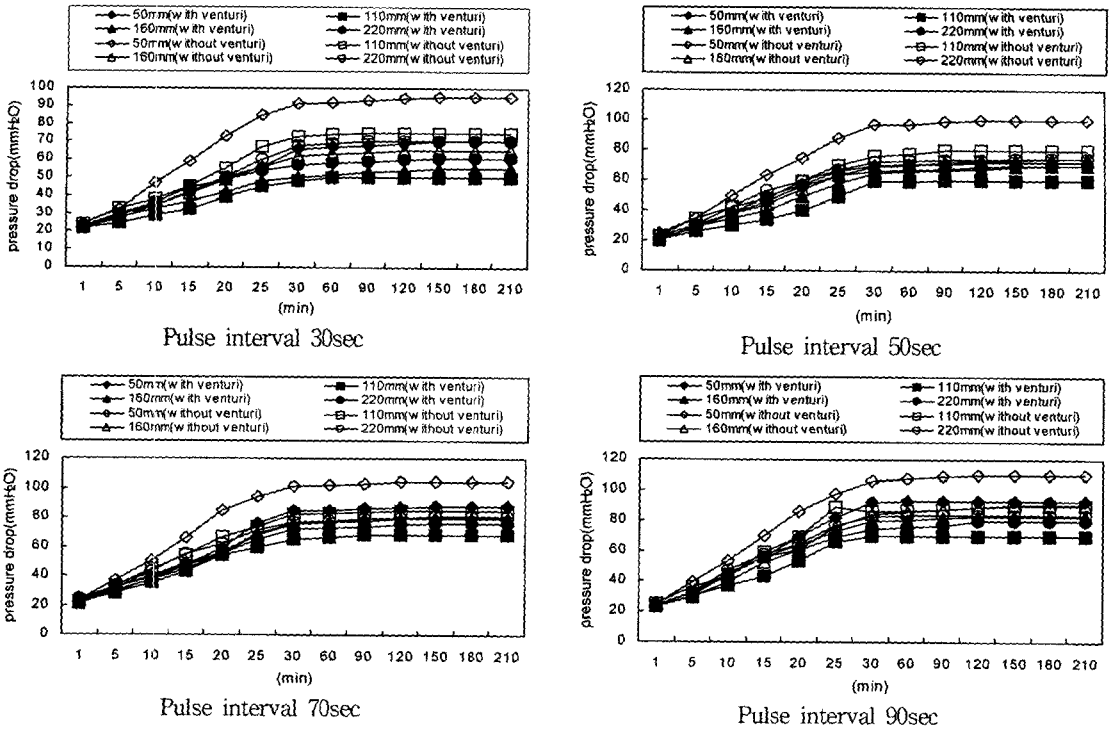 50mm(with venturi) 110mm(with venturi)
160mm(with venturi) 220mm(with venturi)
50mm(without venturi) 110mm(without venturi)
160mm(without venturi) 220mm(without venturi)
pressure drop(mmH2O)
100
90
80
70
60
50
40
30
20
10
0
1 5 10 15 20 25 30 60 90 120 150 180 210
(min)
Pulse interval 30sec
50mm(with venturi) 110mm(with venturi)
160mm(with venturi) 220mm(with venturi)
50mm(without venturi) 110mm(without venturi)
160mm(without venturi) 220mm(without venturi)
pressure drop(mmH2O)
120
100
80
60
40
20
0
1 5 10 15 20 25 30 60 90 120 150 180 210
(min)
Pulse interval 50sec
50mm(with venturi) 110mm(with venturi)
160mm(with venturi) 220mm(with venturi)
50mm(without venturi) 110mm(without venturi)
160mm(without venturi) 220mm(without venturi)
pressure drop(mmH2O)
120
100
80
60
40
20
0
1 5 10 15 20 25 30 60 90 120 150 180 210
(min)
Pulse interval 70sec
50mm(with venturi) 110mm(with venturi)
160mm(with venturi) 220mm(with venturi)
50mm(without venturi) 110mm(without venturi)
160mm(without venturi) 220mm(without venturi)
pressure drop(mmH2O)
120
100
80
60
40
20
0
1 5 10 15 20 25 30 60 90 120 150 180 210
(min)
Pulse interval 90sec